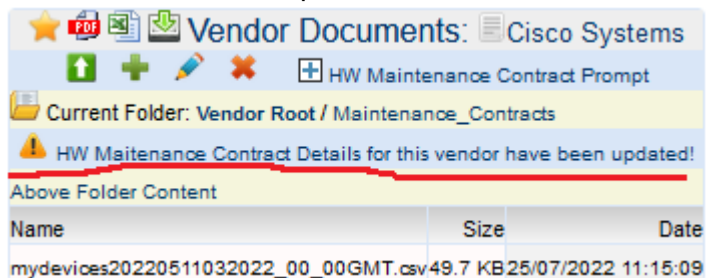 Vendor Documents: Cisco Systems
HW Maintenance Contract Prompt
Current Folder: Vendor Root / Maintenance_Contracts
HW Maitenance Contract Details for this vendor have been updated!
Above Folder Content
Name Size Date
mydevices20220511032022_00_00GMT.csv 49.7 KB 25/07/2022 11:15:09